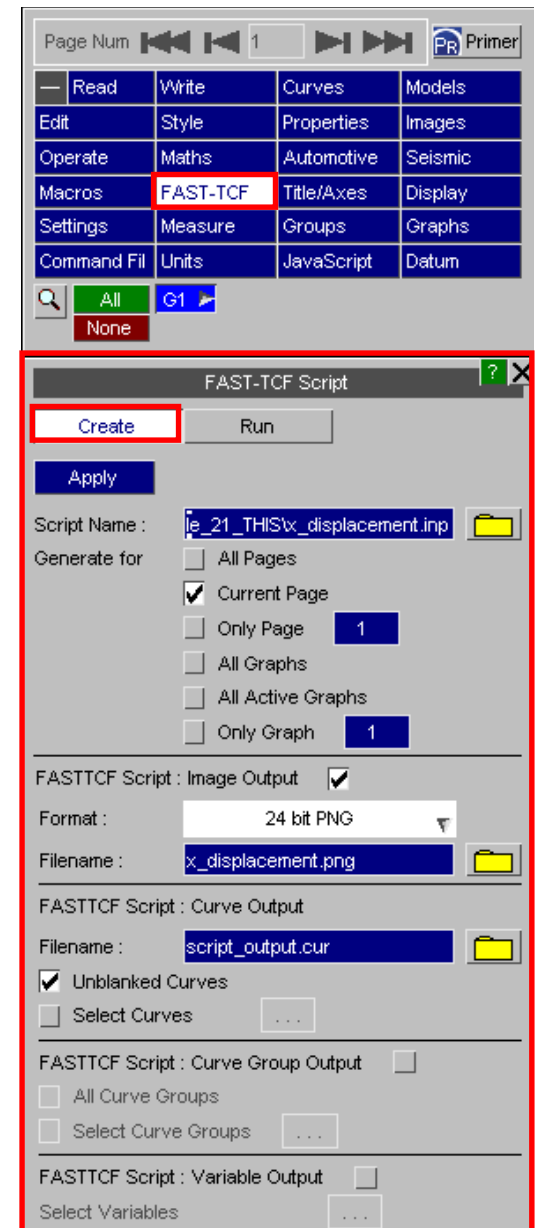 Page Num 1 PR Primer
— Read Write Curves Models
Edit Style Properties Images
Operate Maths Automotive Seismic
Macros FAST-TCF Title/Axes Display
Settings Measure Groups Graphs
Command Fil Units JavaScript Datum
All G1
None
FAST-TCF Script ? X
Create Run
Apply
Script Name : ie_21_THIS\x_displacement.inp
Generate for All Pages
Current Page
Only Page 1
All Graphs
All Active Graphs
Only Graph 1
FASTTCF Script : Image Output
Format : 24 bit PNG
Filename : x_displacement.png
FASTTCF Script : Curve Output
Filename : script_output.cur
Unblanked Curves
Select Curves ...
FASTTCF Script : Curve Group Output
All Curve Groups
Select Curve Groups ...
FASTTCF Script : Variable Output
Select Variables ...